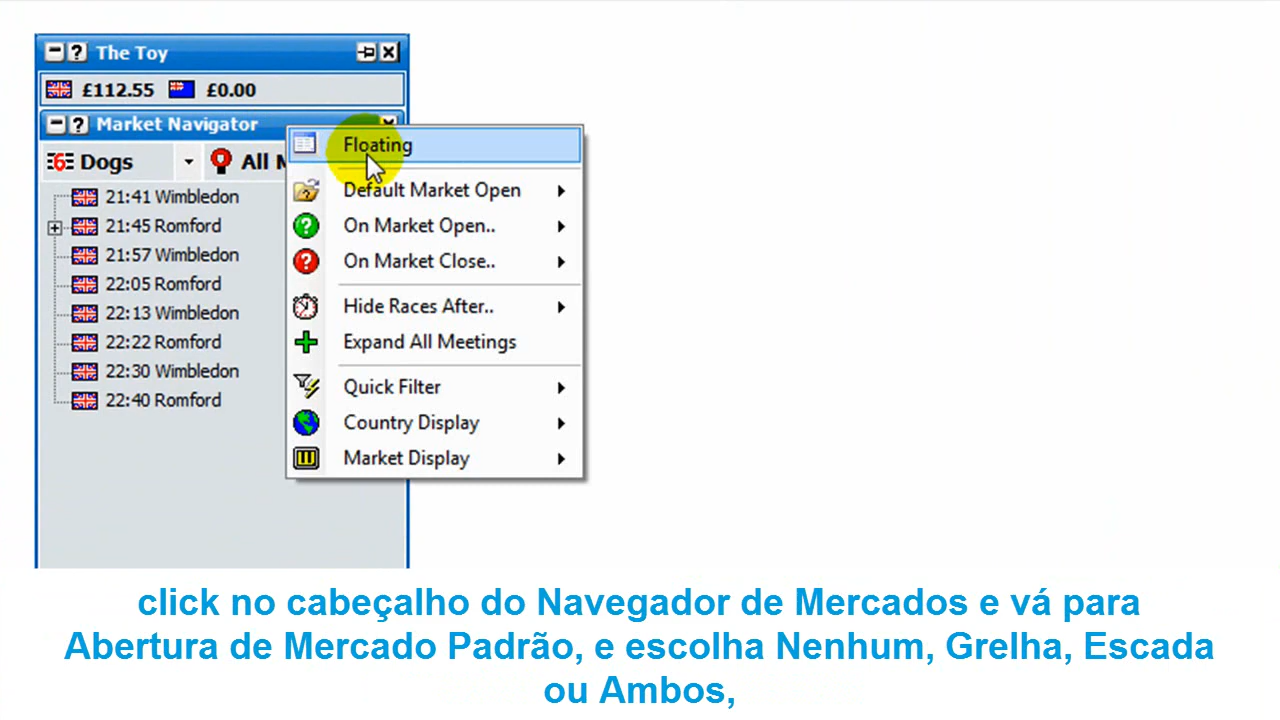 The Toy
£112.55 £0.00
Market Navigator
Dogs All
21:41 Wimbledon
21:45 Romford
21:57 Wimbledon
22:05 Romford
22:13 Wimbledon
22:22 Romford
22:30 Wimbledon
22:40 Romford
Floating
Default Market Open
On Market Open..
On Market Close..
Hide Races After..
Expand All Meetings
Quick Filter
Country Display
Market Display
click no cabeçalho do Navegador de Mercados e vá para
Abertura de Mercado Padrão, e escolha Nenhum, Grelha, Escada
ou Ambos,